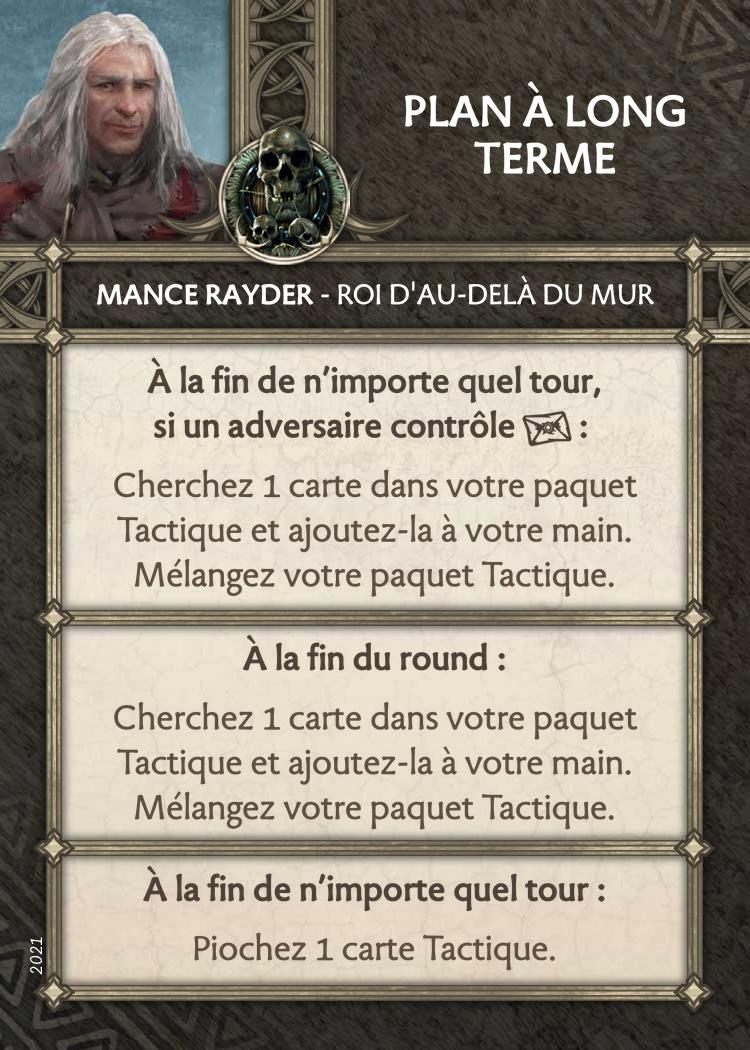 PLAN À LONG
TERME
MANCE RAYDER - ROI D'AU-DELÀ DU MUR
À la fin de n’importe quel tour,
si un adversaire contrôle :
Cherchez 1 carte dans votre paquet
Tactique et ajoutez-la à votre main.
Mélangez votre paquet Tactique.
À la fin du round :
Cherchez 1 carte dans votre paquet
Tactique et ajoutez-la à votre main.
Mélangez votre paquet Tactique.
À la fin de n’importe quel tour :
Piochez 1 carte Tactique.
2021